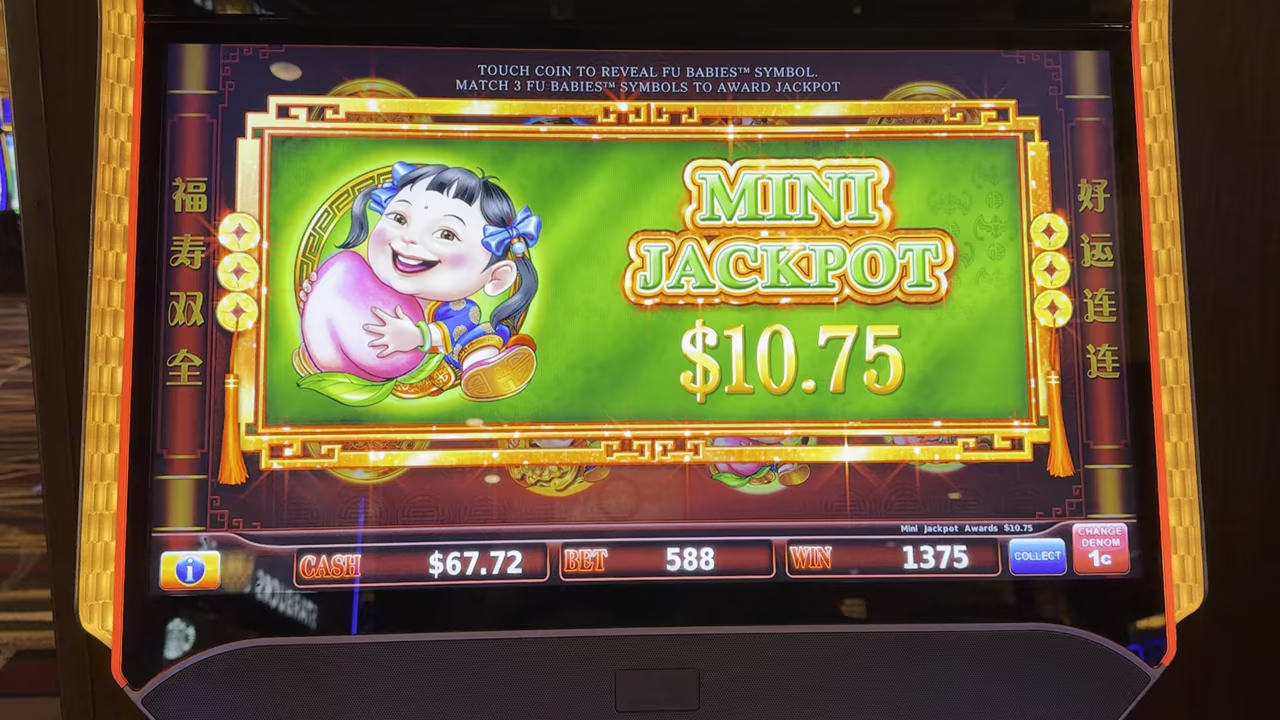 TOUCH COIN TO REVEAL FU BABIES™ SYMBOL.
MATCH 3 FU BABIES™ SYMBOLS TO AWARD JACKPOT
福寿双全
MINI
JACKPOT
$10.75
好运连连
Mini Jackpot Awards $10.75
CASH $67.72
BET 588
WIN 1375
COLLECT
CHANGE
DENOM
1¢